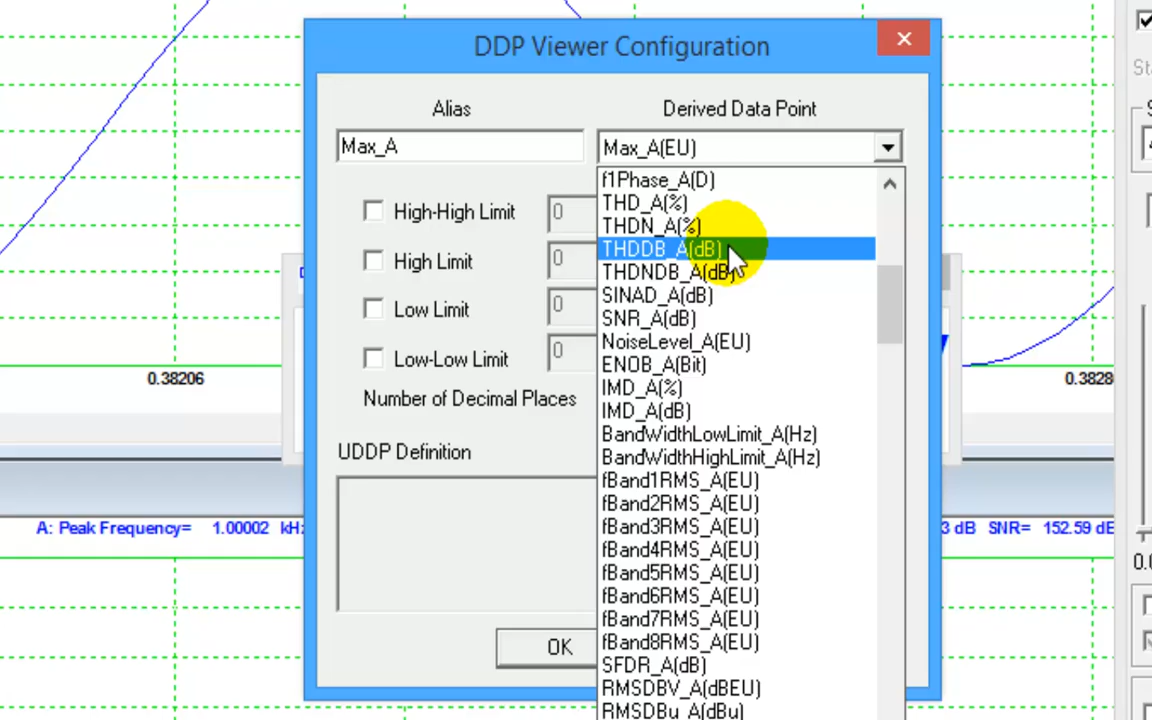 DDP Viewer Configuration
Alias
Derived Data Point
Max_A
Max_A(EU)
f1Phase_A(D)
THD_A(%)
THDN_A(%)
THDDB_A(dB)
THDNDB_A(dB)
SINAD_A(dB)
SNR_A(dB)
NoiseLevel_A(EU)
ENOB_A(Bit)
IMD_A(%)
IMD_A(dB)
BandWidthLowLimit_A(Hz)
BandWidthHighLimit_A(Hz)
fBand1RMS_A(EU)
fBand2RMS_A(EU)
fBand3RMS_A(EU)
fBand4RMS_A(EU)
fBand5RMS_A(EU)
fBand6RMS_A(EU)
fBand7RMS_A(EU)
fBand8RMS_A(EU)
SFDR_A(dB)
RMSDBV_A(dBEU)
RMSDBu_A(dBu)
High-High Limit
0
High Limit
0
Low Limit
0
Low-Low Limit
0
Number of Decimal Places
UDDP Definition
OK
0.38206
0.3828
A: Peak Frequency= 1.00002 kHz
3 dB SNR= 152.59 dB
0.0